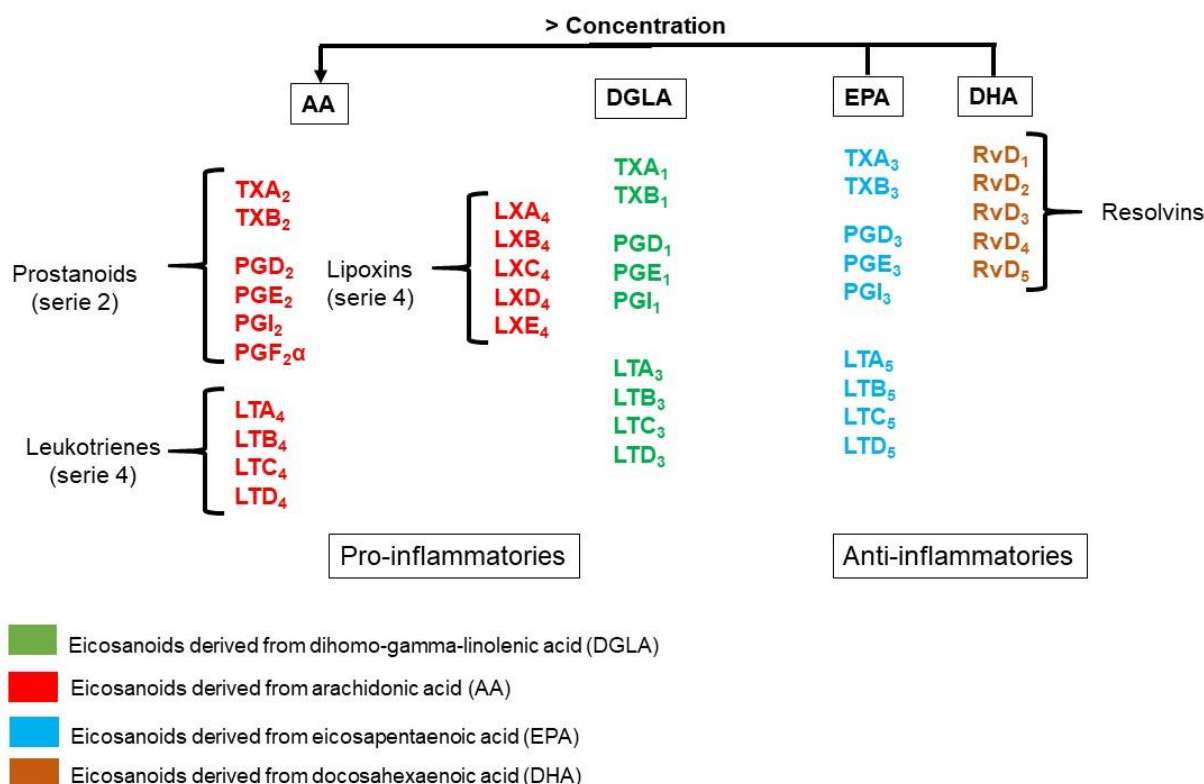 > Concentration
AA
DGLA
EPA
DHA
Prostanoids
(serie 2)
TXA₂
TXB₂
PGD₂
PGE₂
PGI₂
PGF₂α
Leukotrienes
(serie 4)
LTA₄
LTB₄
LTC₄
LTD₄
Lipoxins
(serie 4)
LXA₄
LXB₄
LXC₄
LXD₄
LXE₄
TXA₁
TXB₁
PGD₁
PGE₁
PGI₁
LTA₃
LTB₃
LTC₃
LTD₃
TXA₃
TXB₃
PGD₃
PGE₃
PGI₃
LTA₅
LTB₅
LTC₅
LTD₅
RvD₁
RvD₂
RvD₃
RvD₄
RvD₅
Resolvins
Pro-inflammatories
Anti-inflammatories
Eicosanoids derived from dihomo-gamma-linolenic acid (DGLA)
Eicosanoids derived from arachidonic acid (AA)
Eicosanoids derived from eicosapentaenoic acid (EPA)
Eicosanoids derived from docosahexaenoic acid (DHA)